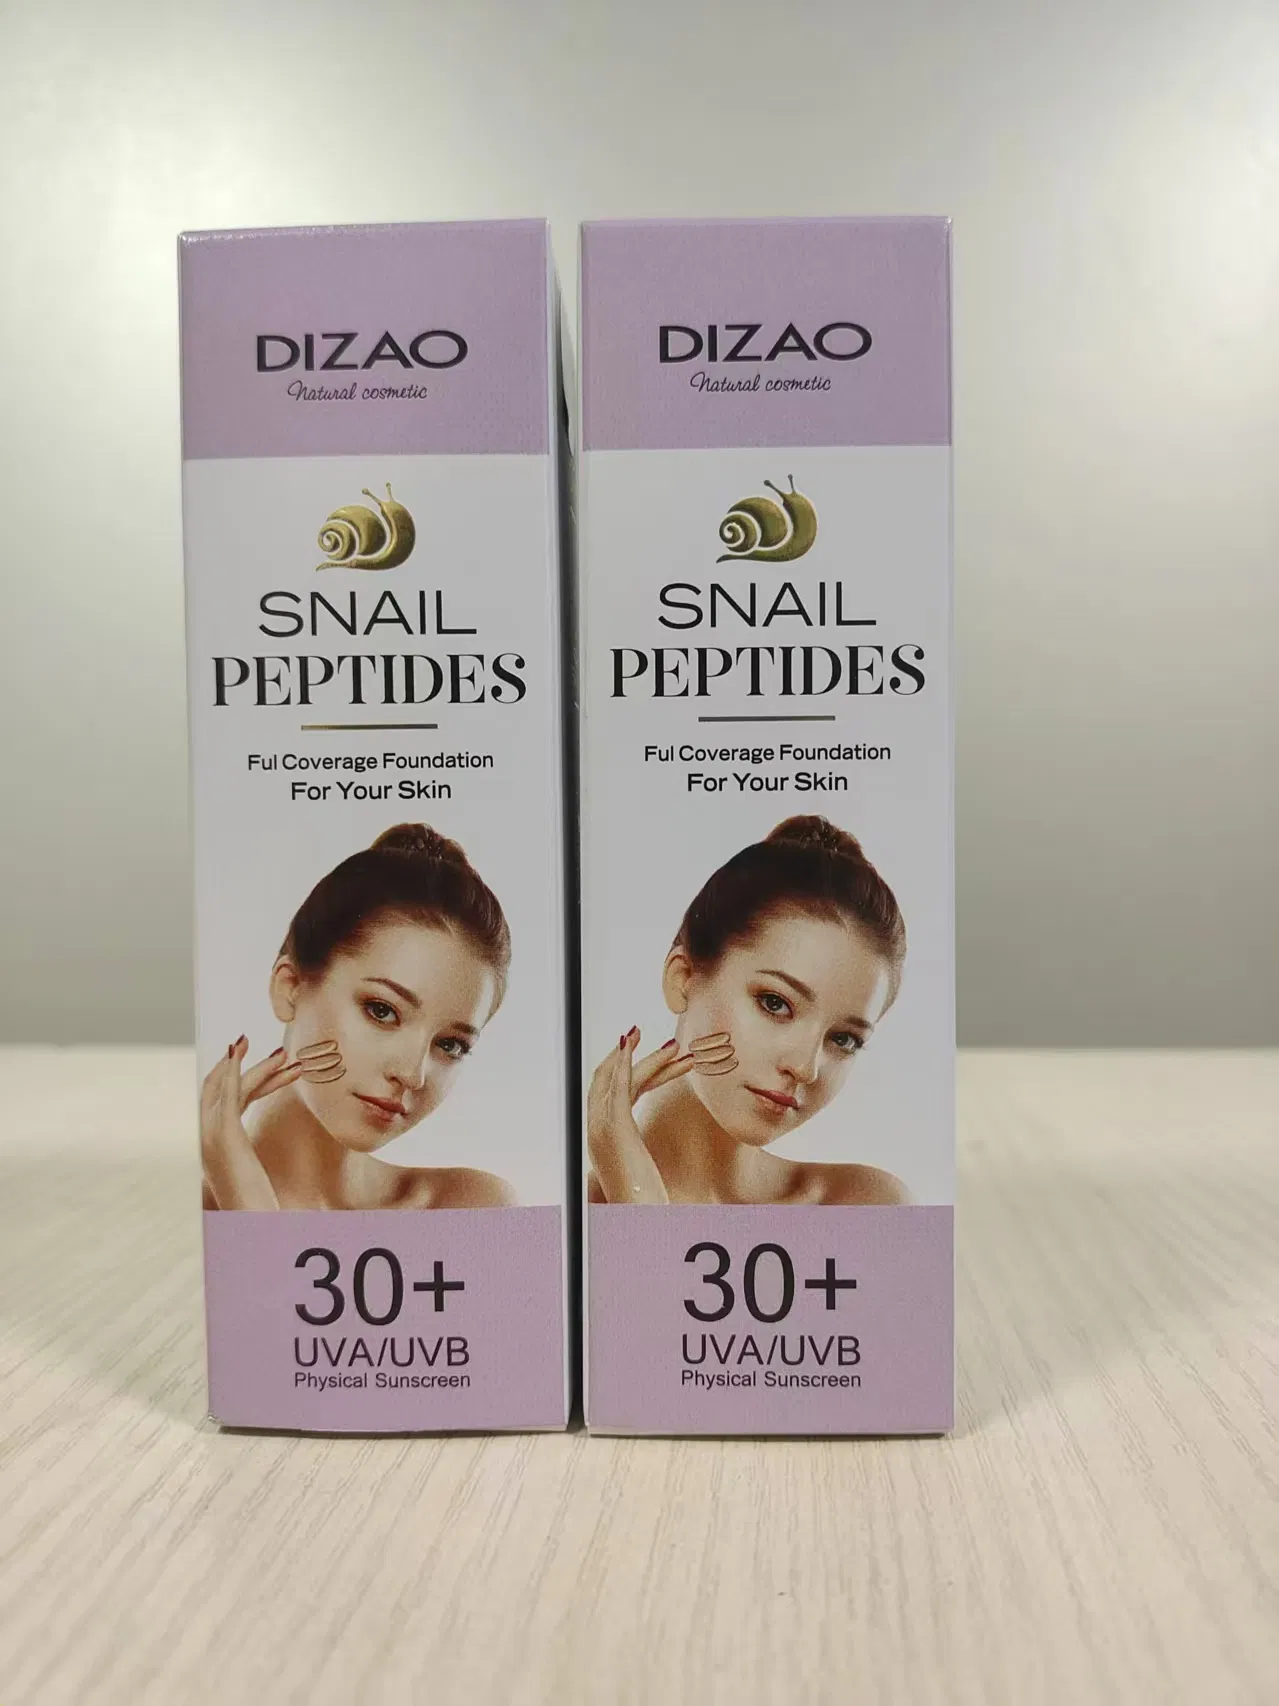 DIZAO
Natural cosmetic
SNAIL
PEPTIDES
Ful Coverage Foundation
For Your Skin
30+
UVA/UVB
Physical Sunscreen
DIZAO
Natural cosmetic
SNAIL
PEPTIDES
Ful Coverage Foundation
For Your Skin
30+
UVA/UVB
Physical Sunscreen